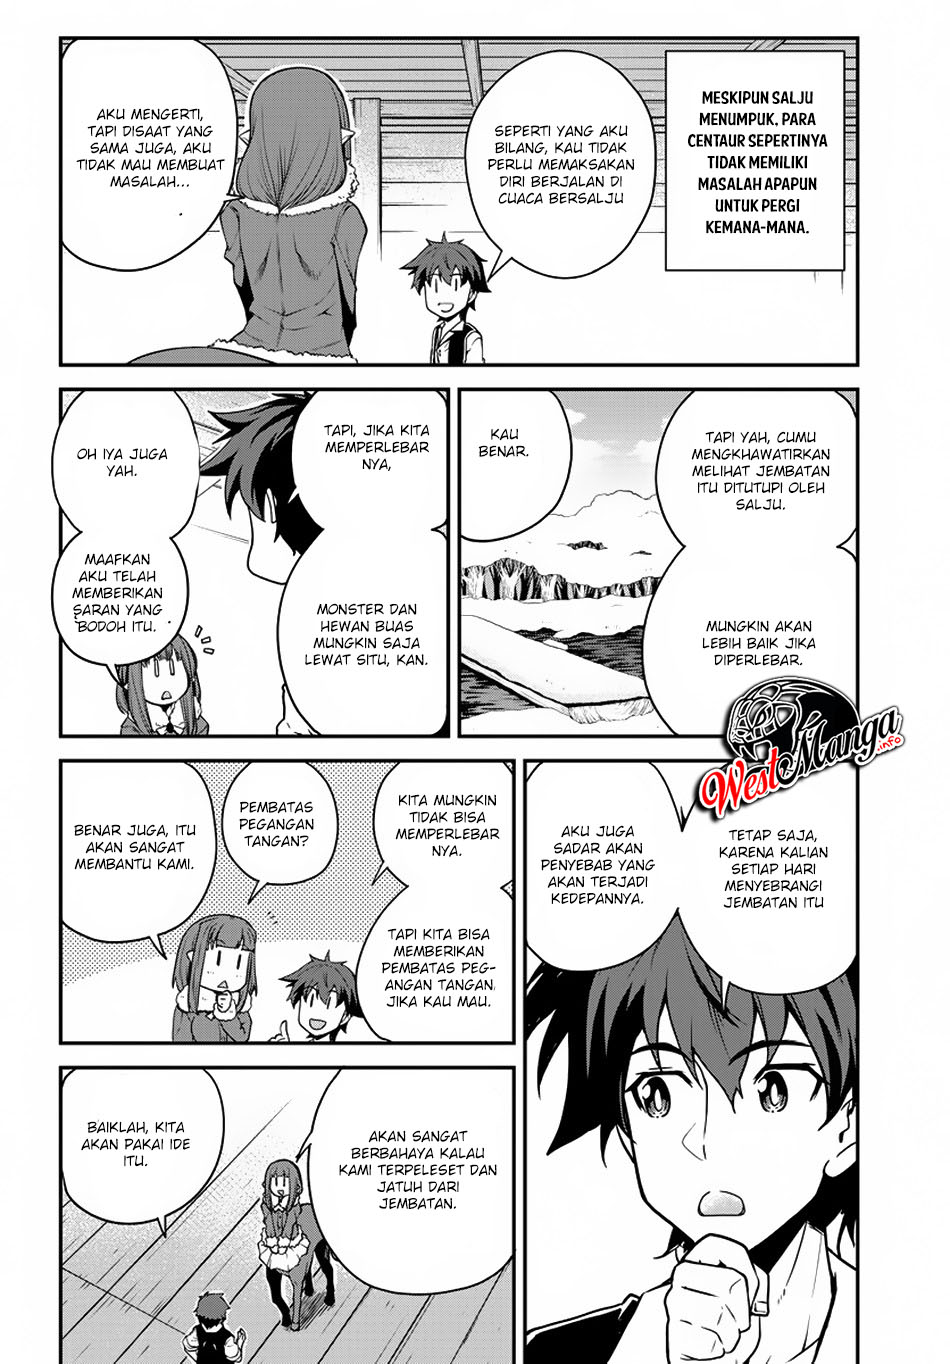 MESKIPUN SALJU
MENUMPUK, PARA
CENTAUR SEPERTINYA
TIDAK MEMILIKI
MASALAH APAPUN
UNTUK PERGI
KEMANA-MANA.
SEPERTI YANG AKU
BILANG, KAU TIDAK
PERLU MEMAKSAKAN
DIRI BERJALAN DI
CUACA BERSALJU
AKU MENGERTI,
TAPI DISAAT YANG
SAMA JUGA, AKU
TIDAK MAU MEMBUAT
MASALAH...
TAPI YAH, CUMU
MENGKHAWATIRKAN
MELIHAT JEMBATAN
ITU DITUTUPI OLEH
SALJU.
MUNGKIN AKAN
LEBIH BAIK JIKA
DIPERLEBAR.
KAU
BENAR.
TAPI, JIKA KITA
MEMPERLEBAR
NYA,
MONSTER DAN
HEWAN BUAS
MUNGKIN SAJA
LEWAT SITU, KAN.
OH IYA JUGA
YAH.
MAAFKAN
AKU TELAH
MEMBERIKAN
SARAN YANG
BODOH ITU.
WestManga
.info
TETAP SAJA,
KARENA KALIAN
SETIAP HARI
MENYEBRANGI
JEMBATAN ITU
AKU JUGA
SADAR AKAN
PENYEBAB YANG
AKAN TERJADI
KEDEPANNYA.
KITA MUNGKIN
TIDAK BISA
MEMPERLEBAR
NYA.
TAPI KITA BISA
MEMBERIKAN
PEMBATAS PEG-
ANGAN TANGAN,
JIKA KAU MAU.
PEMBATAS
PEGANGAN
TANGAN?
BENAR JUGA, ITU
AKAN SANGAT
MEMBANTU KAMI.
AKAN SANGAT
BERBAHAYA KALAU
KAMI TERPELESET DAN
JATUH DARI
JEMBATAN.
BAIKLAH, KITA
AKAN PAKAI IDE
ITU.